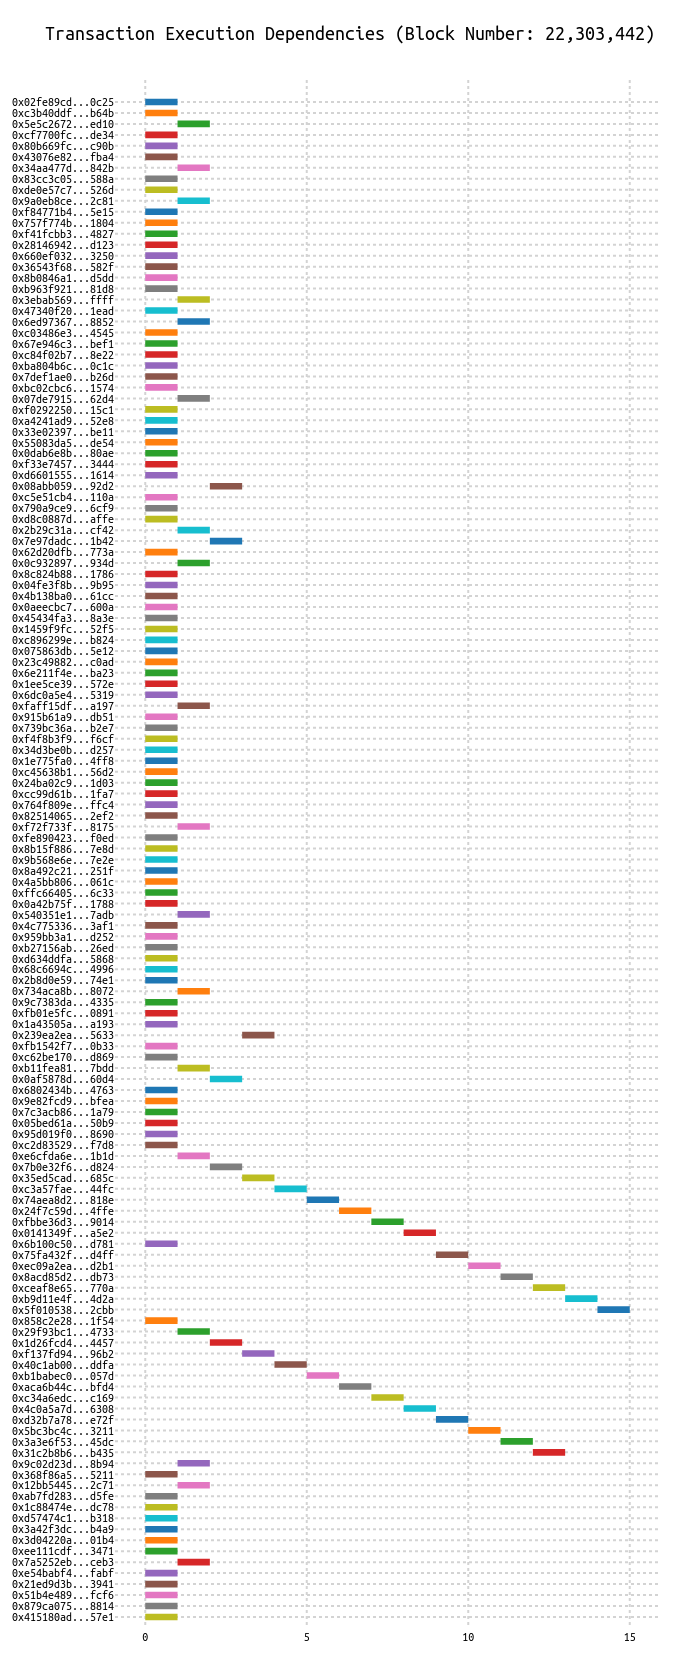 Transaction Execution Dependencies (Block Number: 22,303,442)
0x02fe89cd...0c25
0xc3b40ddf...b64b
0x5e5c2672...ed10
0xcf7700fc...de34
0x80b669fc...c90b
0x43076e82...fba4
0x34aa477d...842b
0x83cc3c05...588a
0xde0e57c7...526d
0x9a0eb8ce...2c81
0xf84771b4...5e15
0x757f774b...1804
0xf41fcbb3...4827
0x28146942...d123
0x660ef032...3250
0x36543f68...582f
0x8b0846a1...d5dd
0xb963f921...81d8
0x3ebab569...ffff
0x47340f20...1ead
0x6ed97367...8852
0xc03486e3...4545
0x67e946c3...bef1
0xc84f02b7...8e22
0xba804b6c...0c1c
0x7def1ae0...b26d
0xbc02cbc6...1574
0x07de7915...62d4
0xf0292250...15c1
0xa4241ad9...52e8
0x33e02397...be11
0x55083da5...de54
0x0dab6e8b...80ae
0xf33e7457...3444
0xd6601555...1614
0x08abb059...92d2
0xc5e51cb4...110a
0x790a9ce9...6cf9
0xd8c0887d...affe
0x2b29c31a...cf42
0x7e97dadc...1b42
0x62d20dfb...773a
0x0c932897...934d
0x8c824b88...1786
0x04fe3f8b...9b95
0x4b138ba0...61cc
0x0aeecbc7...600a
0x45434fa3...8a3e
0x1459f9fc...52f5
0xc896299e...b824
0x075863db...5e12
0x23c49882...c0ad
0x6e211f4e...ba23
0x1ee5ce39...572e
0x6dc0a5e4...5319
0xfaff15df...a197
0x915b61a9...db51
0x739bc36a...b2e7
0xf4f8b3f9...f6cf
0x34d3be0b...d257
0x1e775fa0...4ff8
0xc45638b1...56d2
0x24ba02c9...1d03
0xcc99d61b...1fa7
0x764f809e...ffc4
0x82514065...2ef2
0xf72f733f...8175
0xfe890423...f0ed
0x8b15f886...7e8d
0x9b568e6e...7e2e
0x8a492c21...251f
0x4a5bb806...061c
0xffc66405...6c33
0x0a42b75f...1788
0x540351e1...7adb
0x4c775336...3af1
0x959bb3a1...d252
0xb27156ab...26ed
0xd634ddfa...5868
0x68c6694c...4996
0x2b8d0e59...74e1
0x734aca8b...8072
0x9c7383da...4335
0xfb01e5fc...0891
0x1a43505a...a193
0x239ea2ea...5633
0xfb1542f7...0b33
0xc62be170...d869
0xb11fea81...7bdd
0x0af5878d...60d4
0x6802434b...4763
0x9e82fcd9...bfea
0x7c3acb86...1a79
0x05bed61a...50b9
0x95d019f0...8690
0xc2d83529...f7d8
0xe6cfda6e...1b1d
0x7b0e32f6...d824
0x35ed5cad...685c
0xc3a57fae...44fc
0x74aea8d2...818e
0x24f7c59d...4ffe
0xfbbe36d3...9014
0x0141349f...a5e2
0x6b100c50...d781
0x75fa432f...d4ff
0xec09a2ea...d2b1
0x8acd85d2...db73
0xceaf8e65...770a
0xb9d11e4f...4d2a
0x5f010538...2cbb
0x858c2e28...1f54
0x29f93bc1...4733
0x1d26fcd4...4457
0xf137fd94...96b2
0x40c1ab00...ddfa
0xb1babec0...057d
0xaca6b44c...bfd4
0xc34a6edc...c169
0x4c0a5a7d...6308
0xd32b7a78...e72f
0x5bc3bc4c...3211
0x3a3e6f53...45dc
0x31c2b8b6...b435
0x9c02d23d...8b94
0x368f86a5...5211
0x12bb5445...2c71
0xab7fd283...d5fe
0x1c88474e...dc78
0xd57474c1...b318
0x3a42f3dc...b4a9
0x3d04220a...01b4
0xee111cdf...3471
0x7a5252eb...ceb3
0xe54babf4...fabf
0x21ed9d3b...3941
0x51b4e489...fcf6
0x879ca075...8814
0x415180ad...57e1
0 5 10 15